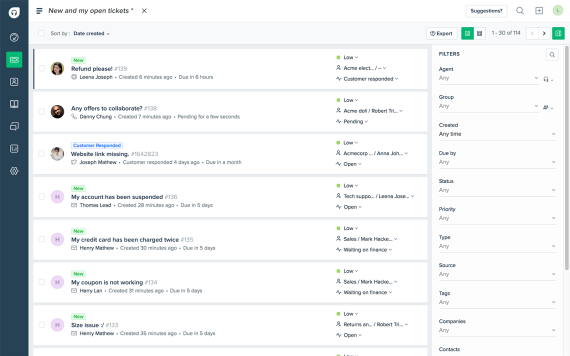 New and my open tickets *
Suggestions?
L
Sort by : Date created
Export
1 - 30 of 114
New
Refund please! #139
Leena Joseph • Created 6 minutes ago • Due in 6 hours
Low
Acme elect... / --
Customer responded
Any offers to collaborate? #138
Danny Chung • Created 7 minutes ago • Pending for a few seconds
Low
Acme doll / Robert Tri...
Pending
Customer Responded
Website link missing. #1642823
Joseph Mathew • Customer responded 4 days ago • Due in a month
Low
Acmecorp ... / Anna Joh...
Open
New
H
My account has been suspended #136
Thomas Lead • Created 28 minutes ago • Due in 5 days
Low
Tech suppo... / Leena Jose...
Open
New
H
My credit card has been charged twice #135
Henry Mathew • Created 30 minutes ago • Due in 5 days
Low
Sales / Mark Hacke...
Waiting on finance
New
H
My coupon is not working #134
Harry Len • Created 31 minutes ago • Due in 5 days
Low
Sales / Mark Hacke...
Waiting on finance
New
H
Size issue :/ #133
Henry Mathew • Created 35 minutes ago • Due in 5 days
Low
Returns an... / Robert Tri...
Open
FILTERS
Agent
Any
Group
Any
Created
Any time
Due by
Any
Status
Any
Priority
Any
Type
Any
Source
Any
Tags
Any
Companies
Any
Contacts